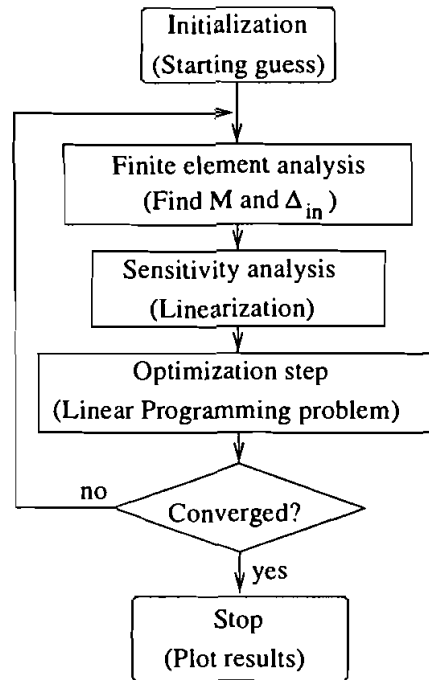 Initialization
(Starting guess)
Finite element analysis
(Find M and Δin )
Sensitivity analysis
(Linearization)
Optimization step
(Linear Programming problem)
no
Converged?
yes
Stop
(Plot results)